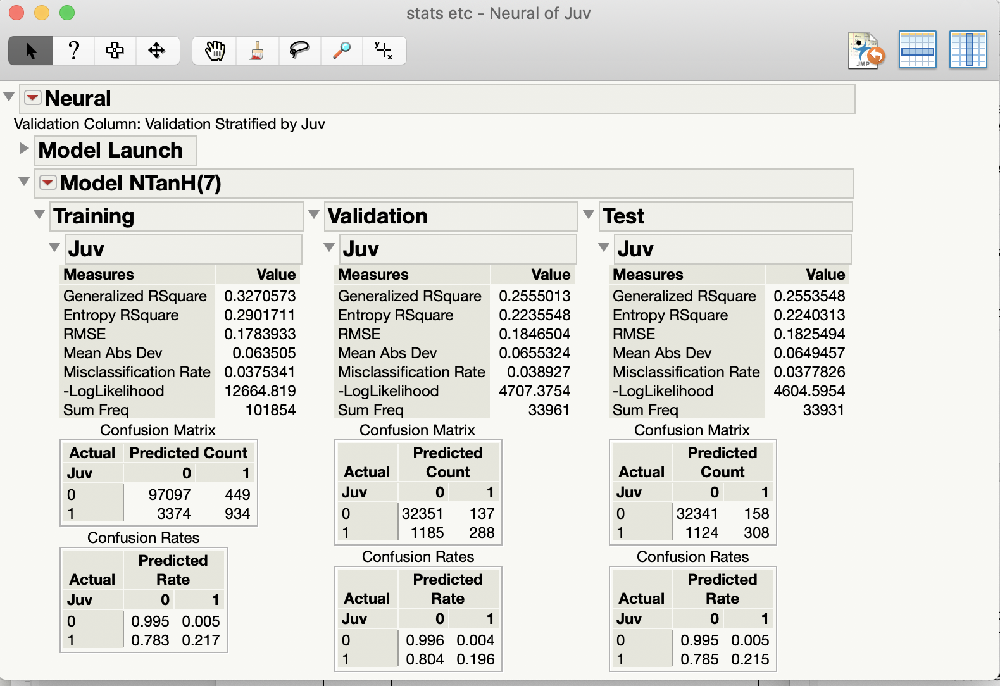 stats etc - Neural of Juv
?
y
x
JMP
Neural
Validation Column: Validation Stratified by Juv
Model Launch
Model NTanH(7)
Training
Juv
Measures Value
Generalized RSquare 0.3270573
Entropy RSquare 0.2901711
RMSE 0.1783933
Mean Abs Dev 0.063505
Misclassification Rate 0.0375341
-LogLikelihood 12664.819
Sum Freq 101854
Confusion Matrix
Actual Predicted Count
Juv 0 1
0 97097 449
1 3374 934
Confusion Rates
Predicted
Actual Rate
Juv 0 1
0 0.995 0.005
1 0.783 0.217
Validation
Juv
Measures Value
Generalized RSquare 0.2555013
Entropy RSquare 0.2235548
RMSE 0.1846504
Mean Abs Dev 0.0655324
Misclassification Rate 0.038927
-LogLikelihood 4707.3754
Sum Freq 33961
Confusion Matrix
Predicted
Actual Count
Juv 0 1
0 32351 137
1 1185 288
Confusion Rates
Predicted
Actual Rate
Juv 0 1
0 0.996 0.004
1 0.804 0.196
Test
Juv
Measures Value
Generalized RSquare 0.2553548
Entropy RSquare 0.2240313
RMSE 0.1825494
Mean Abs Dev 0.0649457
Misclassification Rate 0.0377826
-LogLikelihood 4604.5954
Sum Freq 33931
Confusion Matrix
Predicted
Actual Count
Juv 0 1
0 32341 158
1 1124 308
Confusion Rates
Predicted
Actual Rate
Juv 0 1
0 0.995 0.005
1 0.785 0.215